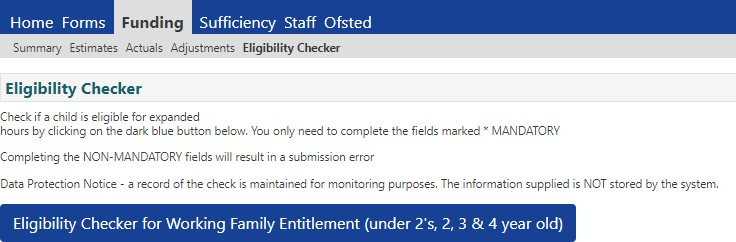 Home Forms Funding Sufficiency Staff Ofsted
Summary Estimates Actuals Adjustments Eligibility Checker
Eligibility Checker
Check if a child is eligible for expanded
hours by clicking on the dark blue button below. You only need to complete the fields marked * MANDATORY
Completing the NON-MANDATORY fields will result in a submission error
Data Protection Notice - a record of the check is maintained for monitoring purposes. The information supplied is NOT stored by the system.
Eligibility Checker for Working Family Entitlement (under 2's, 2, 3 & 4 year old)